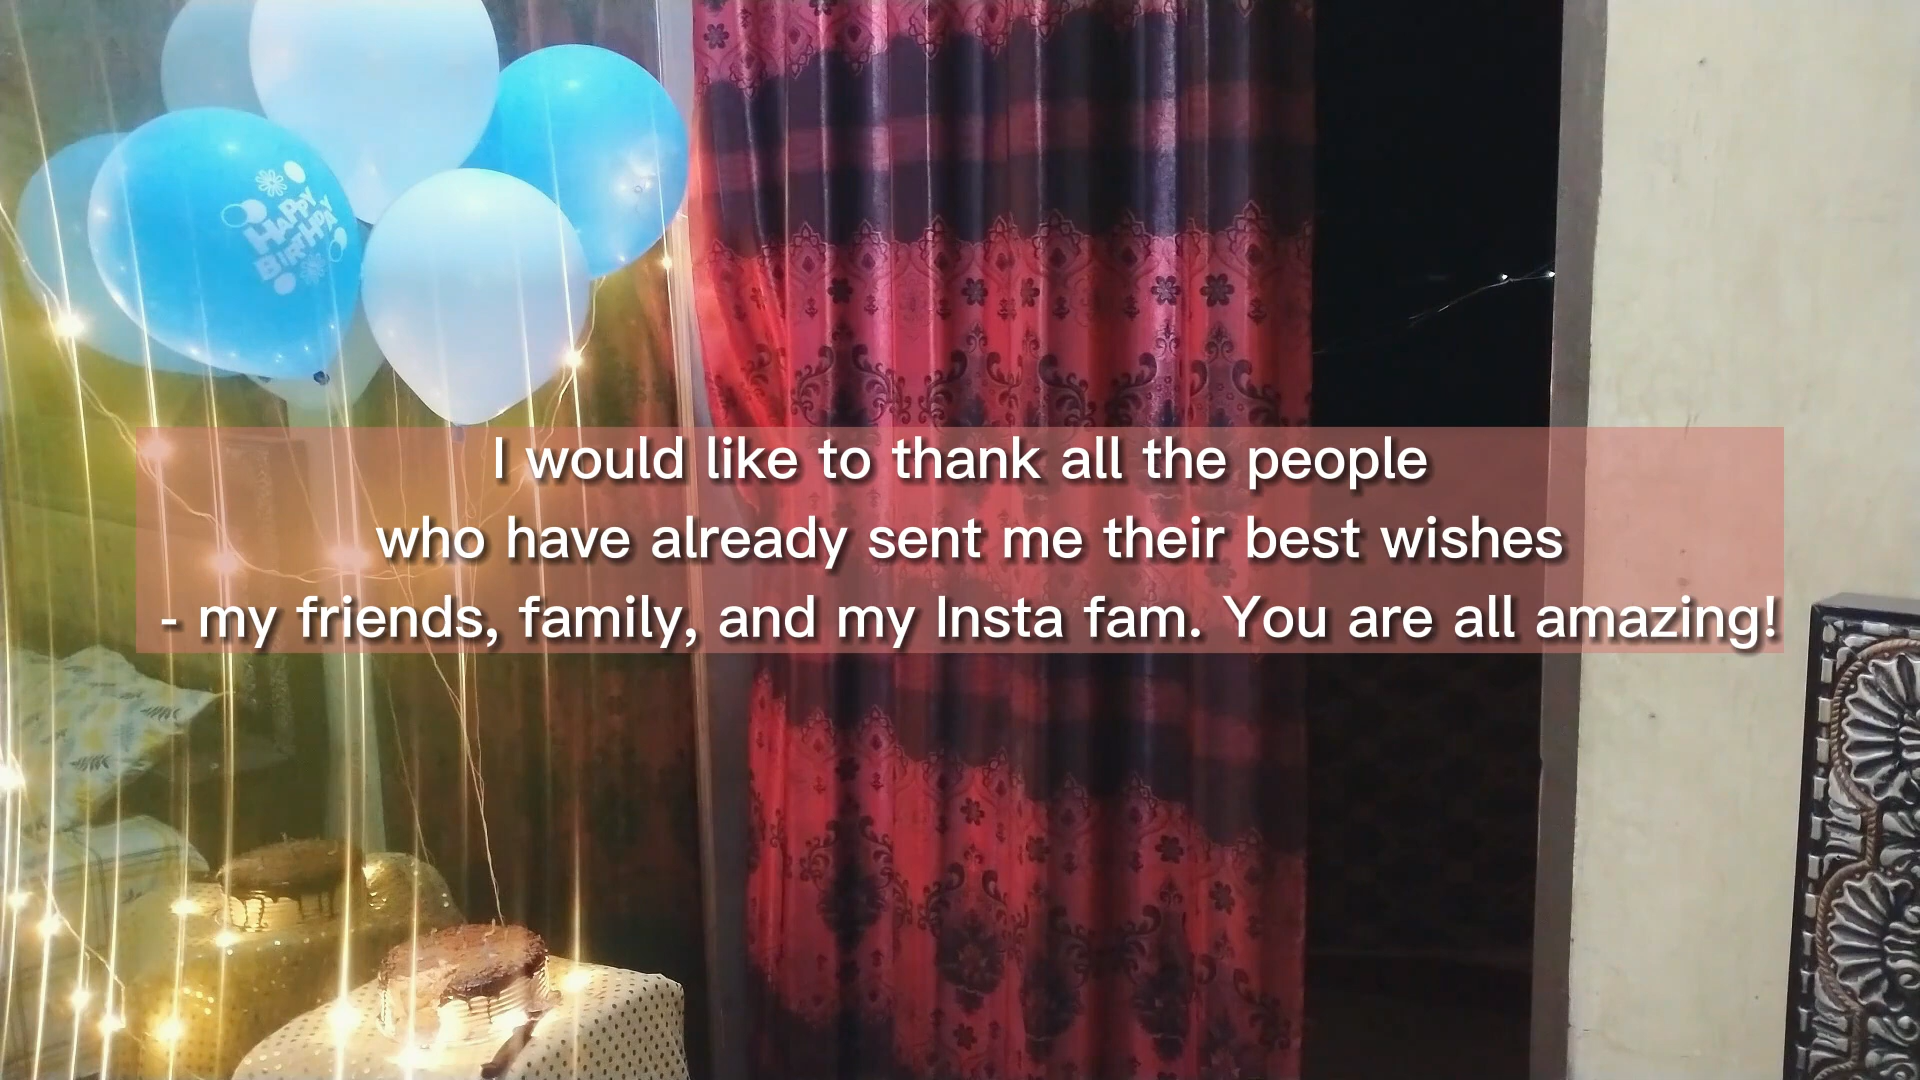 HAPPY
BIRTHDAY
I would like to thank all the people
who have already sent me their best wishes
- my friends, family, and my Insta fam. You are all amazing!